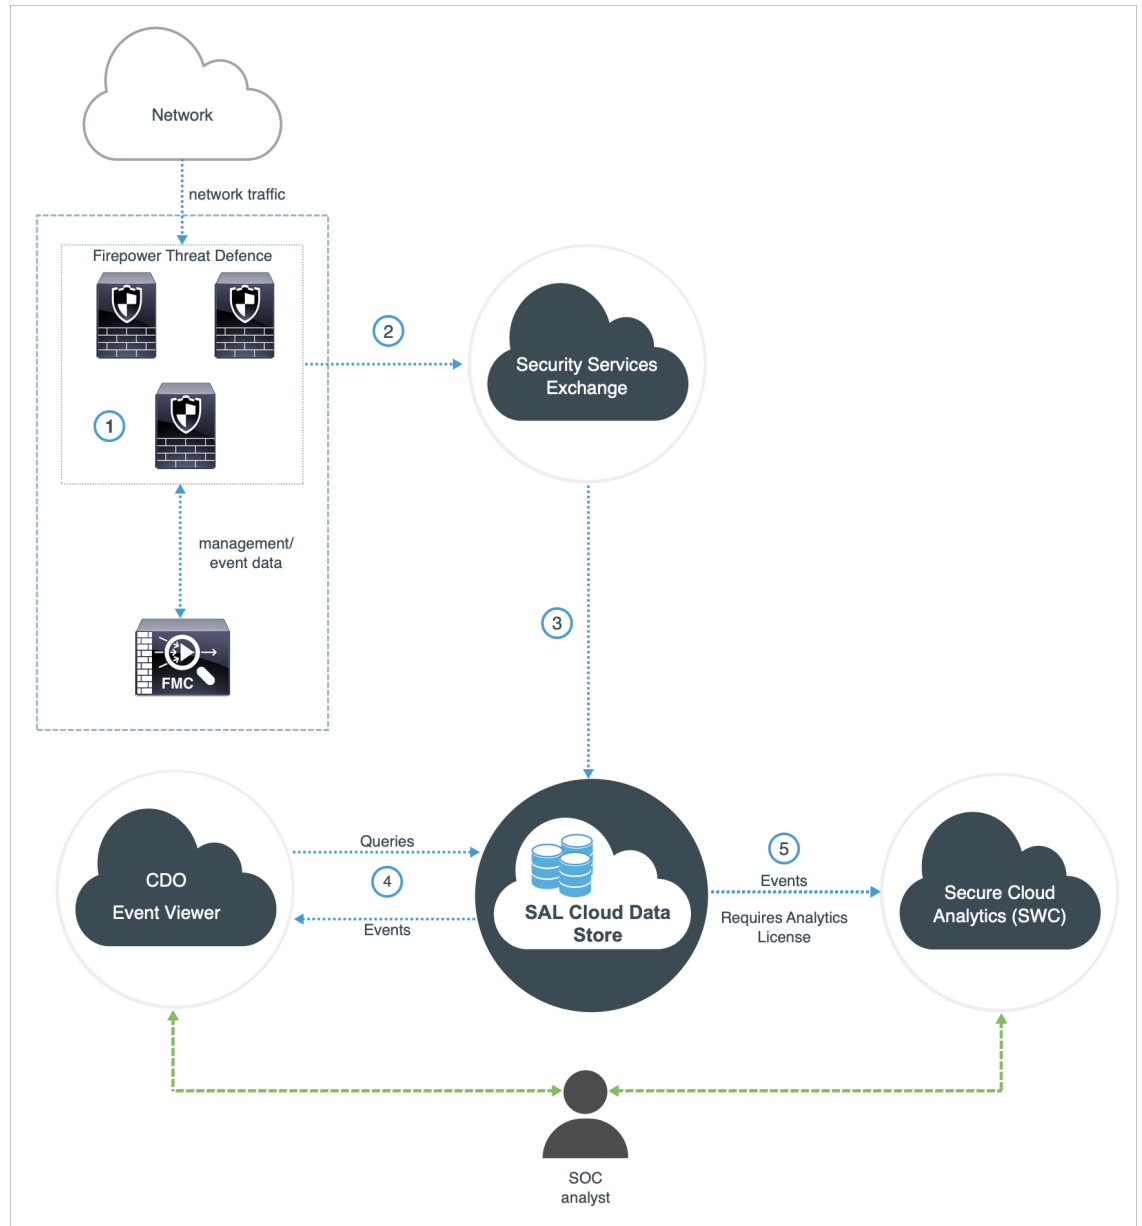 Network
network traffic
Firepower Threat Defence
2
Security Services
Exchange
1
management/
event data
FMC
3
Queries
4
Events
CDO
Event Viewer
SAL Cloud Data
Store
5
Events
Requires Analytics
License
Secure Cloud
Analytics (SWC)
SOC
analyst